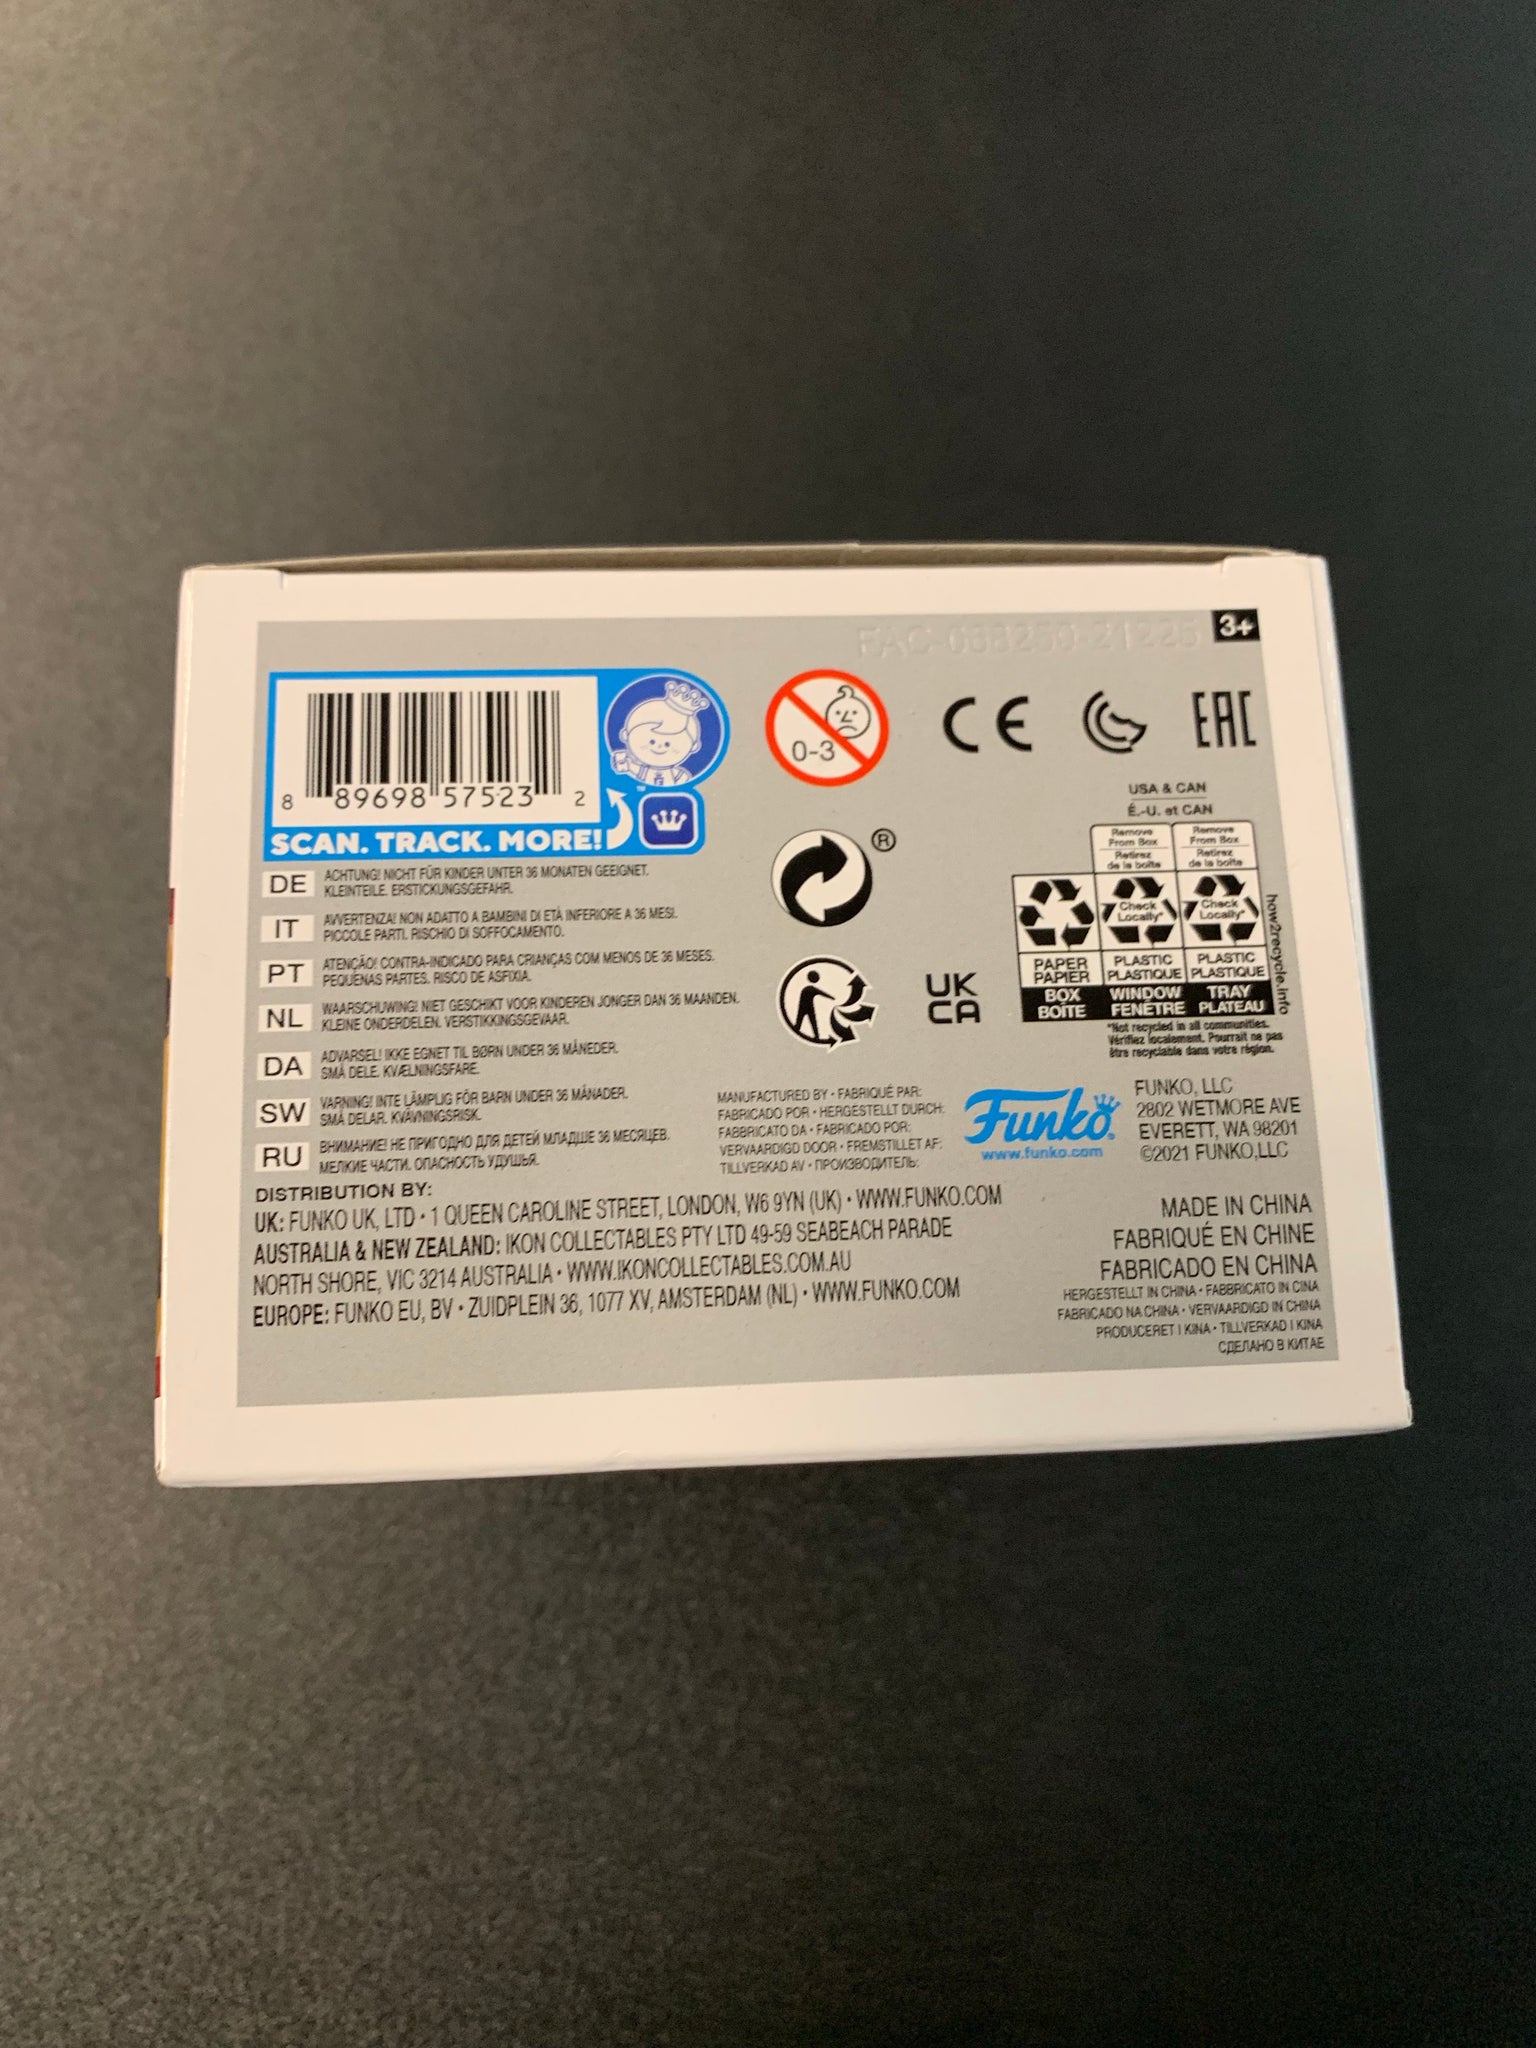 FAC-083250-21225
3+
8 89698 57523 2
SCAN. TRACK. MORE!
TM
0-3
CE
EAC
®
UK
CA
USA & CAN
É.-U. et CAN
Remove From Box
Retirez de la boîte
Remove From Box
Retirez de la boîte
Check Locally*
Check Locally*
PAPER
PAPIER
PLASTIC
PLASTIQUE
PLASTIC
PLASTIQUE
BOX
BOÎTE
WINDOW
FENÊTRE
TRAY
PLATEAU
how2recycle.info
*Not recycled in all communities.
Vérifiez localement. Pourrait ne pas
être recyclable dans votre région.
DE ACHTUNG! NICHT FÜR KINDER UNTER 36 MONATEN GEEIGNET.
KLEINTEILE. ERSTICKUNGSGEFAHR.
IT AVVERTENZA! NON ADATTO A BAMBINI DI ETÀ INFERIORE A 36 MESI.
PICCOLE PARTI. RISCHIO DI SOFFOCAMENTO.
PT ATENÇÃO! CONTRA-INDICADO PARA CRIANÇAS COM MENOS DE 36 MESES.
PEQUENAS PARTES. RISCO DE ASFIXIA.
NL WAARSCHUWING! NIET GESCHIKT VOOR KINDEREN JONGER DAN 36 MAANDEN.
KLEINE ONDERDELEN. VERSTIKKINGSGEVAAR.
DA ADVARSEL! IKKE EGNET TIL BØRN UNDER 36 MÅNEDER.
SMÅ DELE. KVÆLNINGSFARE.
SW VARNING! INTE LÄMPLIG FÖR BARN UNDER 36 MÅNADER.
SMÅ DELAR. KVÄVNINGSRISK.
RU ВНИМАНИЕ! НЕ ПРИГОДНО ДЛЯ ДЕТЕЙ МЛАДШЕ 36 МЕСЯЦЕВ.
МЕЛКИЕ ЧАСТИ. ОПАСНОСТЬ УДУШЬЯ.
MANUFACTURED BY • FABRIQUÉ PAR:
FABRICADO POR • HERGESTELLT DURCH:
FABBRICATO DA • FABRICADO POR:
VERVAARDIGD DOOR • FREMSTILLET AF:
TILLVERKAD AV • ПРОИЗВОДИТЕЛЬ:
Funko
www.funko.com
FUNKO, LLC
2802 WETMORE AVE
EVERETT, WA 98201
©2021 FUNKO,LLC
DISTRIBUTION BY:
UK: FUNKO UK, LTD • 1 QUEEN CAROLINE STREET, LONDON, W6 9YN (UK) • WWW.FUNKO.COM
AUSTRALIA & NEW ZEALAND: IKON COLLECTABLES PTY LTD 49-59 SEABEACH PARADE
NORTH SHORE, VIC 3214 AUSTRALIA • WWW.IKONCOLLECTABLES.COM.AU
EUROPE: FUNKO EU, BV • ZUIDPLEIN 36, 1077 XV, AMSTERDAM (NL) • WWW.FUNKO.COM
MADE IN CHINA
FABRIQUÉ EN CHINE
FABRICADO EN CHINA
HERGESTELLT IN CHINA • FABBRICATO IN CINA
FABRICADO NA CHINA • VERVAARDIGD IN CHINA
PRODUCERET I KINA • TILLVERKAD I KINA
СДЕЛАНО В КИТАЕ